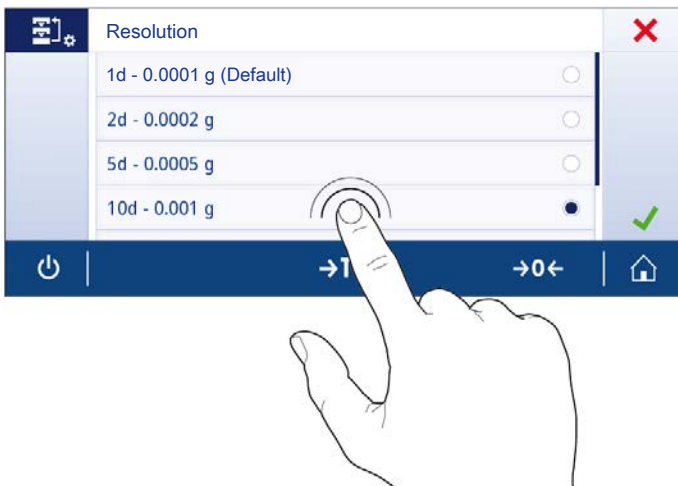 Resolution
1d - 0.0001 g (Default)
2d - 0.0002 g
5d - 0.0005 g
10d - 0.001 g
→0←